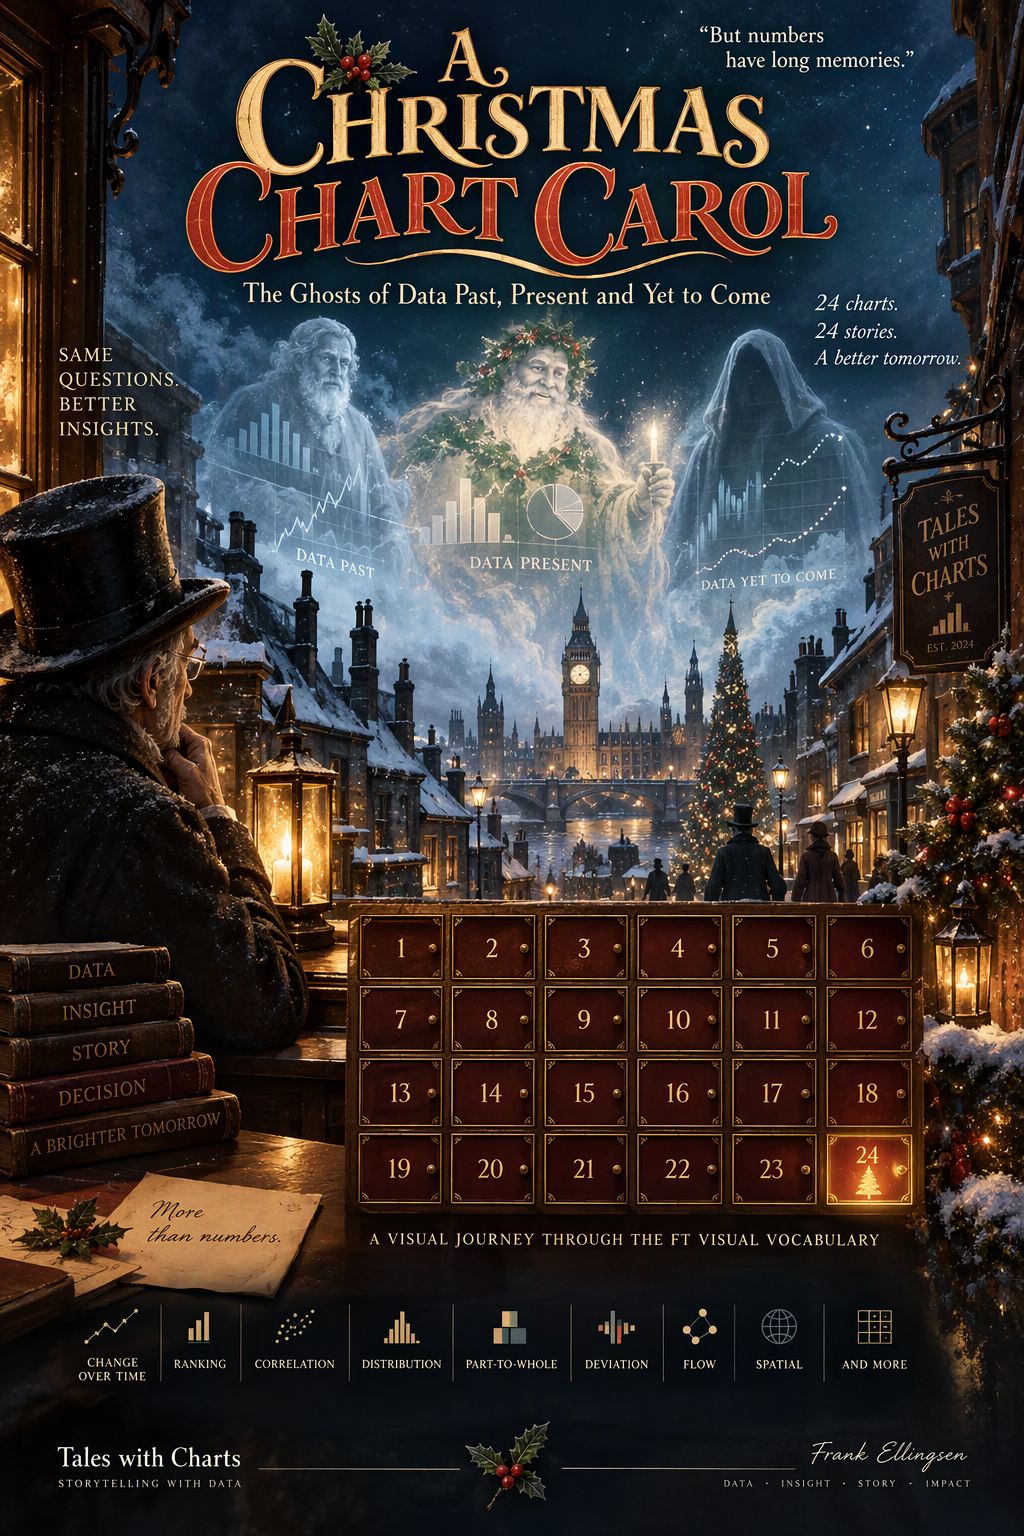 A
CHRISTMAS
CHART CAROL
The Ghosts of Data Past, Present and Yet to Come
“But numbers
have long memories.”
24 charts.
24 stories.
A better tomorrow.
SAME
QUESTIONS.
BETTER
INSIGHTS.
DATA PAST
DATA PRESENT
DATA YET TO COME
TALES
WITH
CHARTS
EST. 2024
1 2 3 4 5 6
7 8 9 10 11 12
13 14 15 16 17 18
19 20 21 22 23 24
DATA
INSIGHT
STORY
DECISION
A BRIGHTER TOMORROW
More
than numbers.
A VISUAL JOURNEY THROUGH THE FT VISUAL VOCABULARY
CHANGE
OVER TIME
RANKING
CORRELATION
DISTRIBUTION
PART-TO-WHOLE
DEVIATION
FLOW
SPATIAL
AND MORE
Tales with Charts
STORYTELLING WITH DATA
Frank Ellingsen
DATA · INSIGHT · STORY · IMPACT